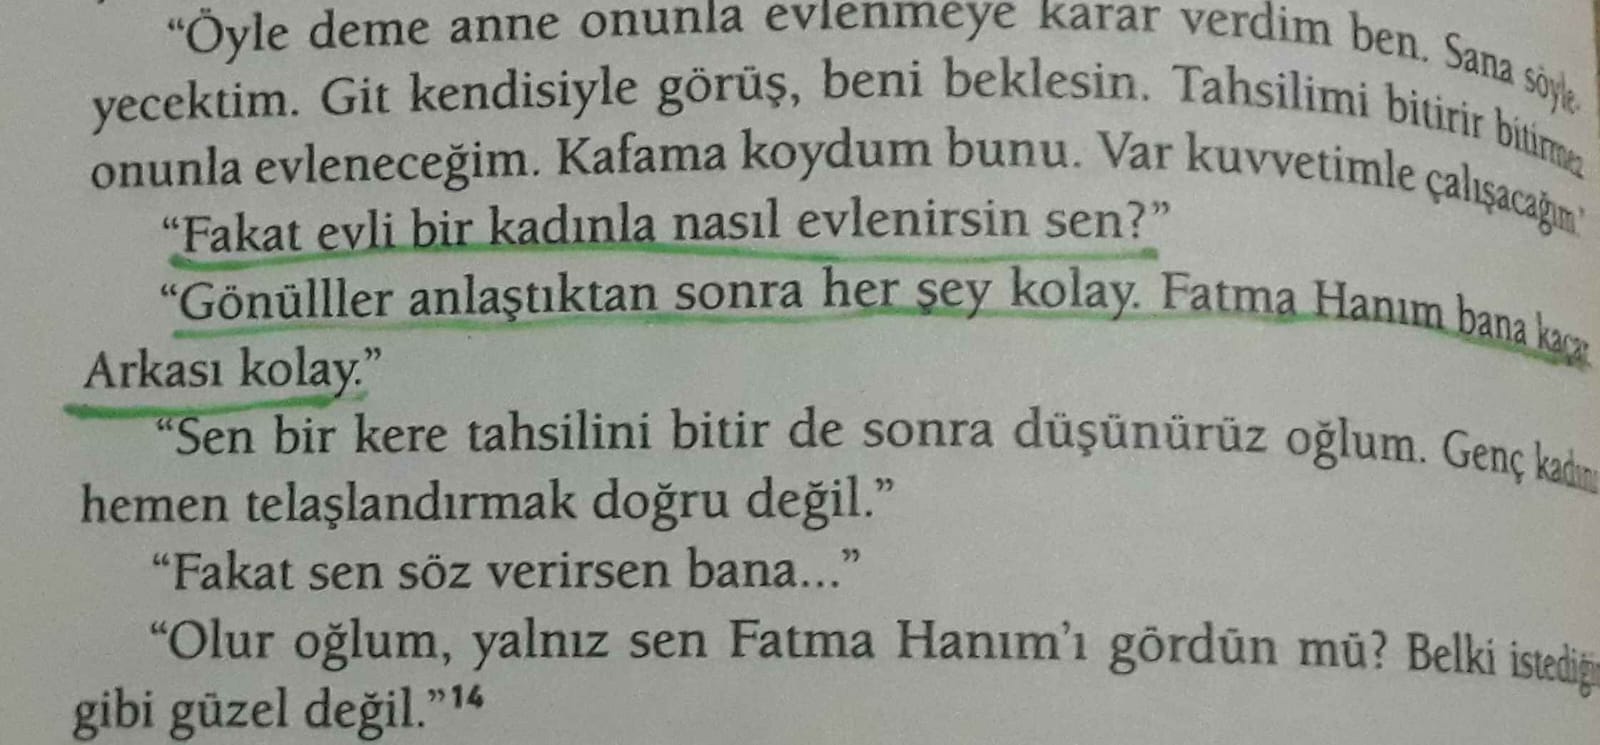 “Öyle deme anne onunla evlenmeye karar verdim ben. Sana söyle-
yecektim. Git kendisiyle görüş, beni beklesin. Tahsilimi bitirir bitirmez
onunla evleneceğim. Kafama koydum bunu. Var kuvvetimle çalışacağım.”
“Fakat evli bir kadınla nasıl evlenirsin sen?”
“Gönülller anlaştıktan sonra her şey kolay. Fatma Hanım bana kaçar.
Arkası kolay.”
“Sen bir kere tahsilini bitir de sonra düşünürüz oğlum. Genç kadını
hemen telaşlandırmak doğru değil.”
“Fakat sen söz verirsen bana...”
“Olur oğlum, yalnız sen Fatma Hanım’ı gördün mü? Belki istediğin
gibi güzel değil.”14